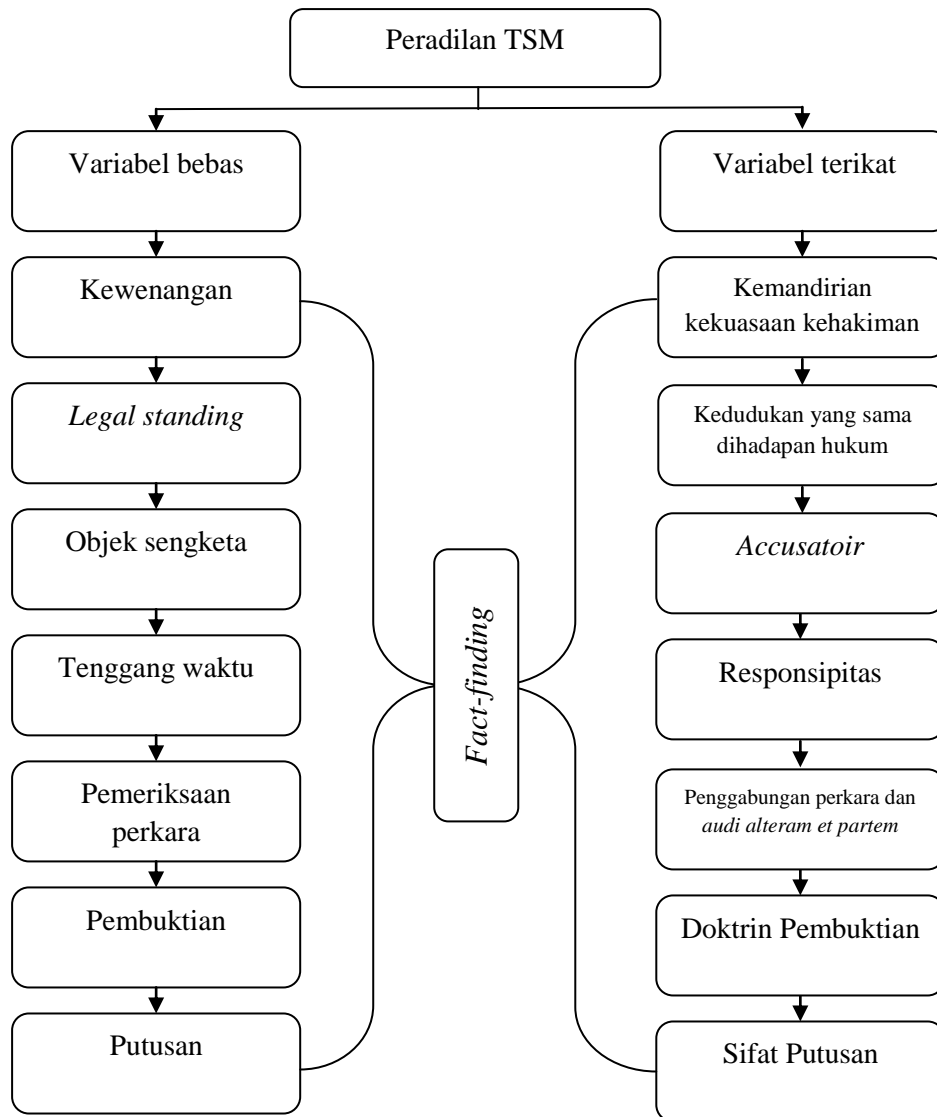 Peradilan TSM
Variabel bebas
Kewenangan
Legal standing
Objek sengketa
Tenggang waktu
Pemeriksaan
perkara
Pembuktian
Putusan
Fact-finding
Variabel terikat
Kemandirian
kekuasaan kehakiman
Kedudukan yang sama
dihadapan hukum
Accusatoir
Responsipitas
Penggabungan perkara dan
audi alteram et partem
Doktrin Pembuktian
Sifat Putusan